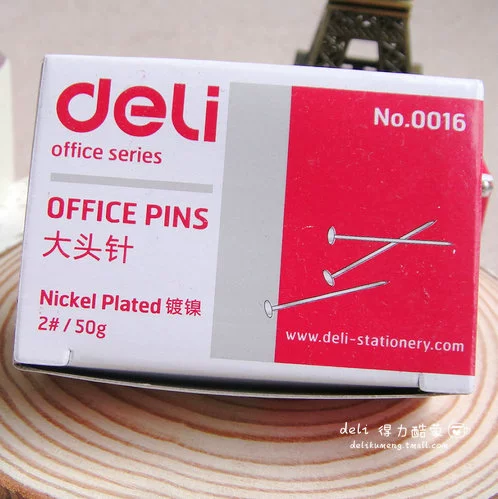 deli
office series
OFFICE PINS
大头针
Nickel Plated 镀镍
2# / 50g
No.0016
www.deli-stationery.com
deli 得力酷萌
delikumeng.tmall.com